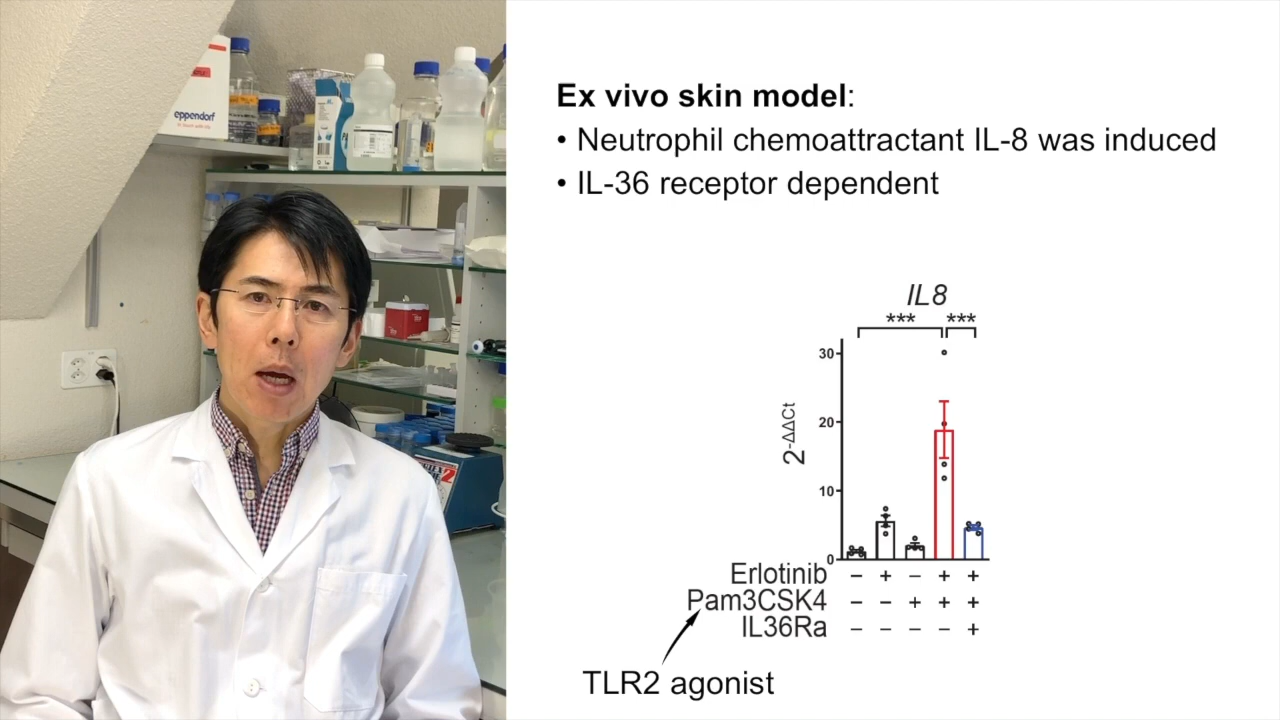 eppendorf
Ex vivo skin model:
• Neutrophil chemoattractant IL-8 was induced
• IL-36 receptor dependent
IL8
*** ***
30
20
10
0
2-ΔΔCt
Erlotinib − + − + +
Pam3CSK4 − − + + +
IL36Ra − − − − +
TLR2 agonist